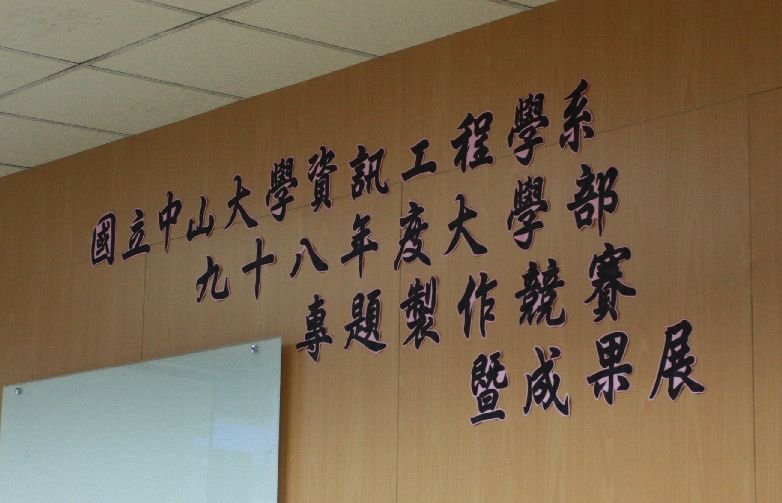 國立中山大學資訊工程學系
九十八年度大學部
專題製作競賽
暨成果展